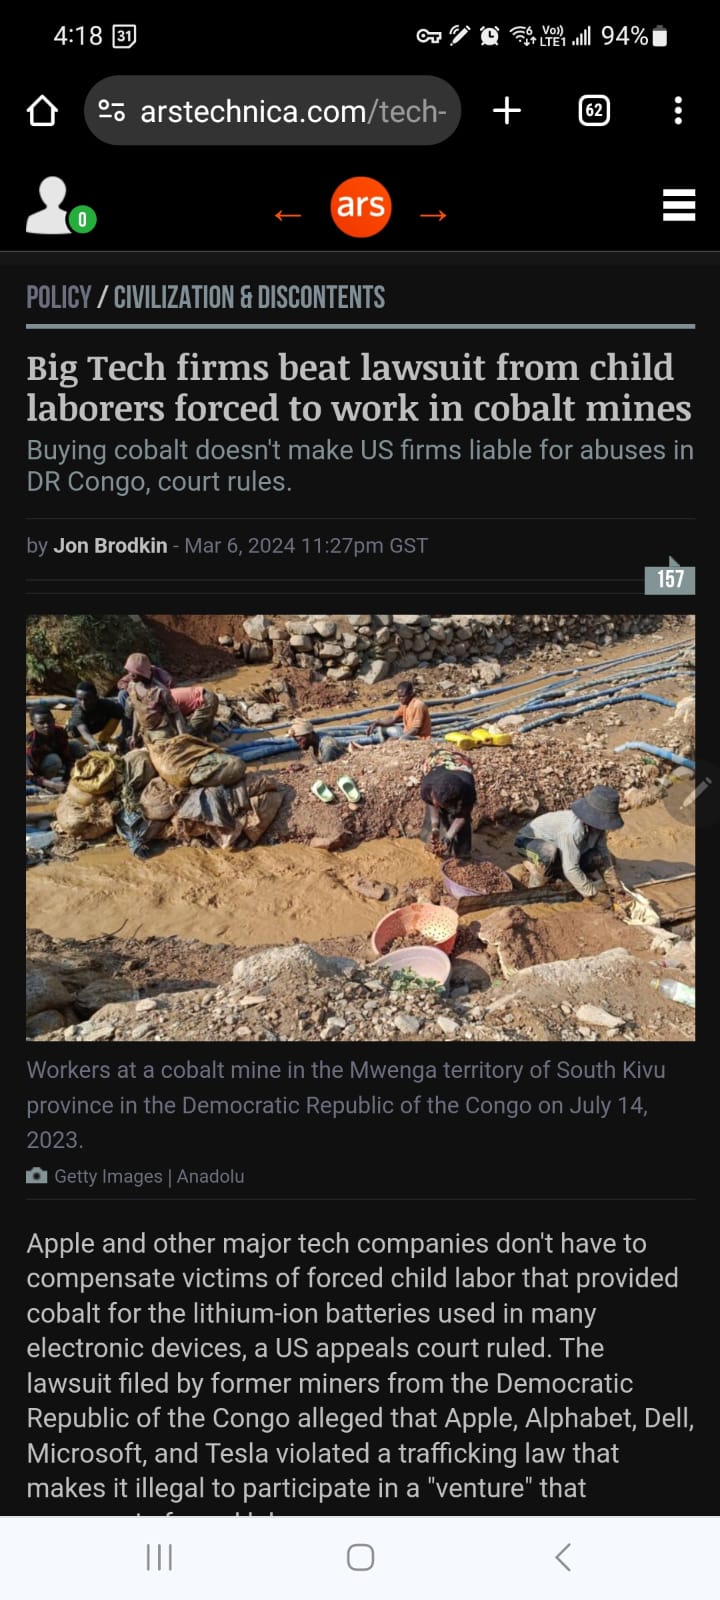 4:18 31 Vo)) LTE1 94%
arstechnica.com/tech- 62
0 ← ars →
POLICY / CIVILIZATION & DISCONTENTS
Big Tech firms beat lawsuit from child
laborers forced to work in cobalt mines
Buying cobalt doesn't make US firms liable for abuses in
DR Congo, court rules.
by Jon Brodkin - Mar 6, 2024 11:27pm GST
157
Workers at a cobalt mine in the Mwenga territory of South Kivu
province in the Democratic Republic of the Congo on July 14,
2023.
Getty Images | Anadolu
Apple and other major tech companies don't have to
compensate victims of forced child labor that provided
cobalt for the lithium-ion batteries used in many
electronic devices, a US appeals court ruled. The
lawsuit filed by former miners from the Democratic
Republic of the Congo alleged that Apple, Alphabet, Dell,
Microsoft, and Tesla violated a trafficking law that
makes it illegal to participate in a "venture" that